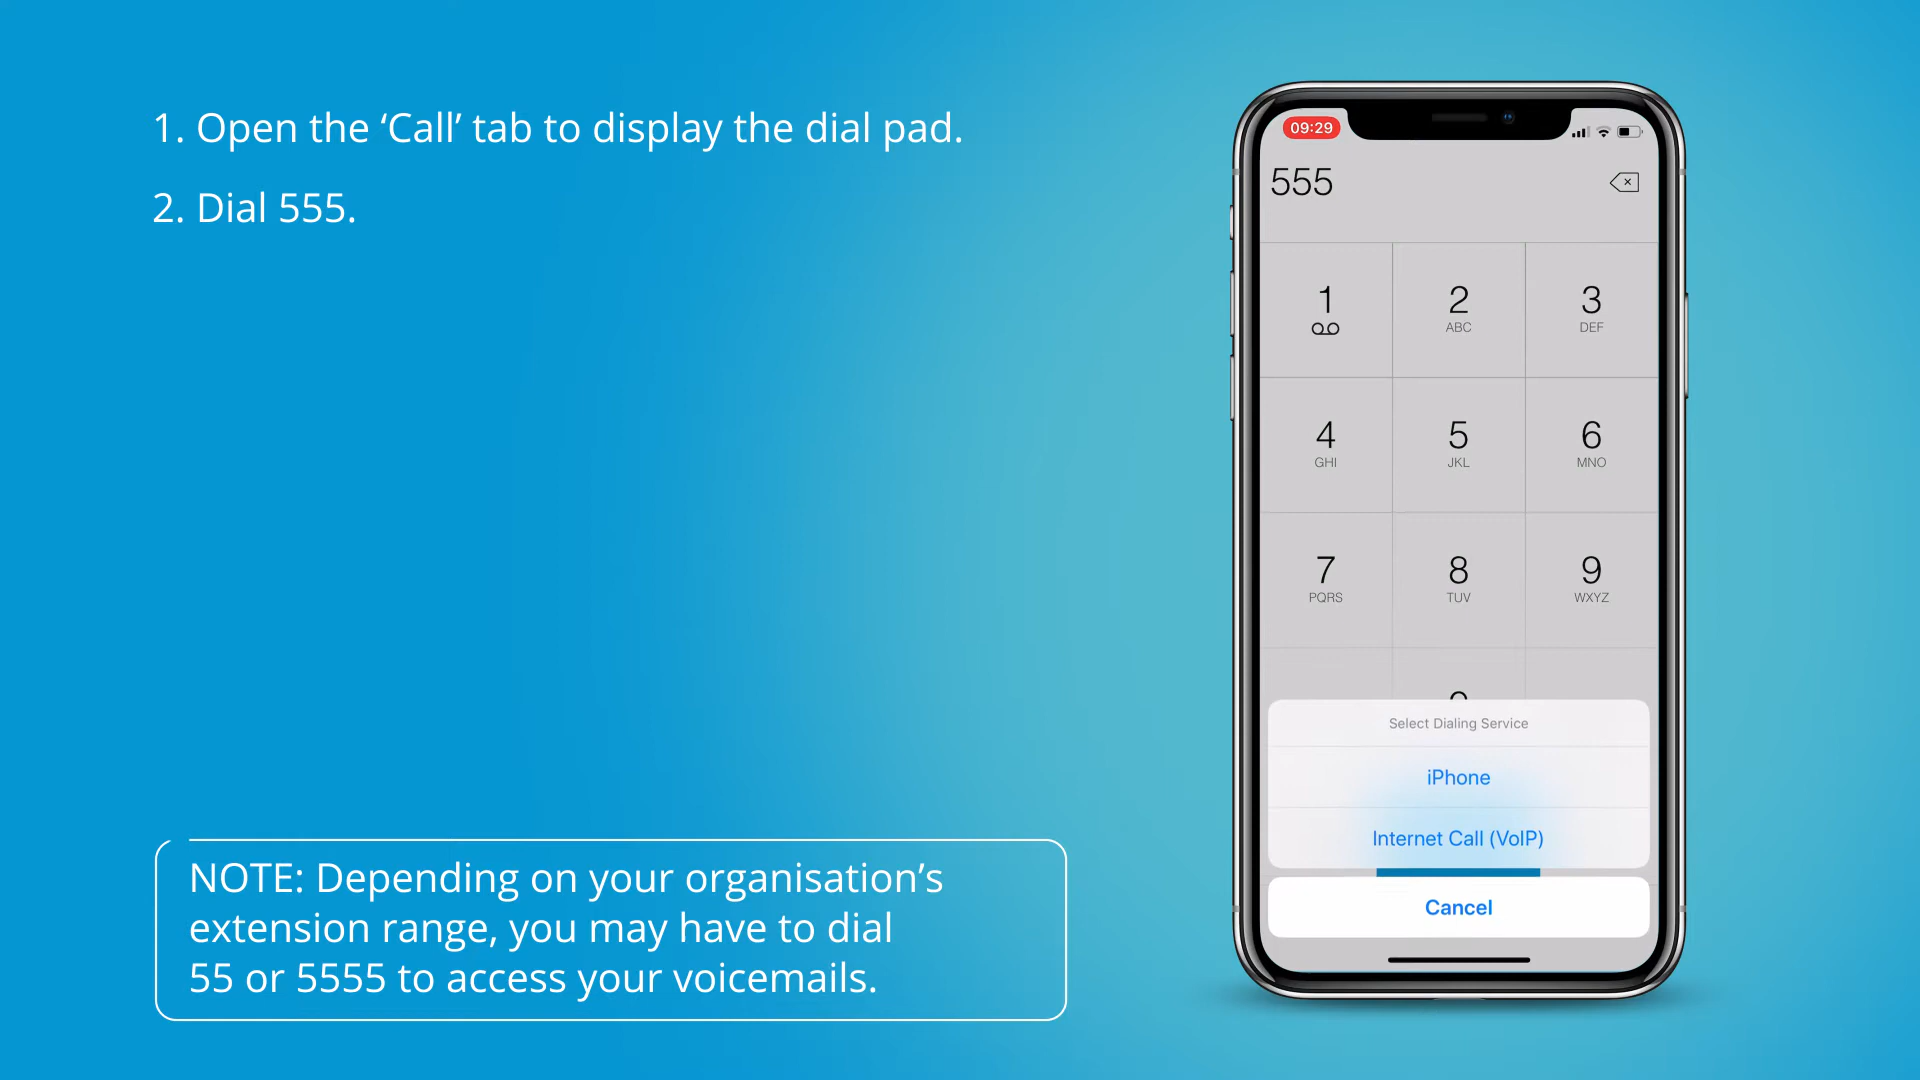 1. Open the ‘Call’ tab to display the dial pad.
2. Dial 555.
NOTE: Depending on your organisation’s
extension range, you may have to dial
55 or 5555 to access your voicemails.
09:29
555
1
2
3
ABC
DEF
4
5
6
GHI
JKL
MNO
7
8
9
PQRS
TUV
WXYZ
Select Dialing Service
iPhone
Internet Call (VoIP)
Cancel